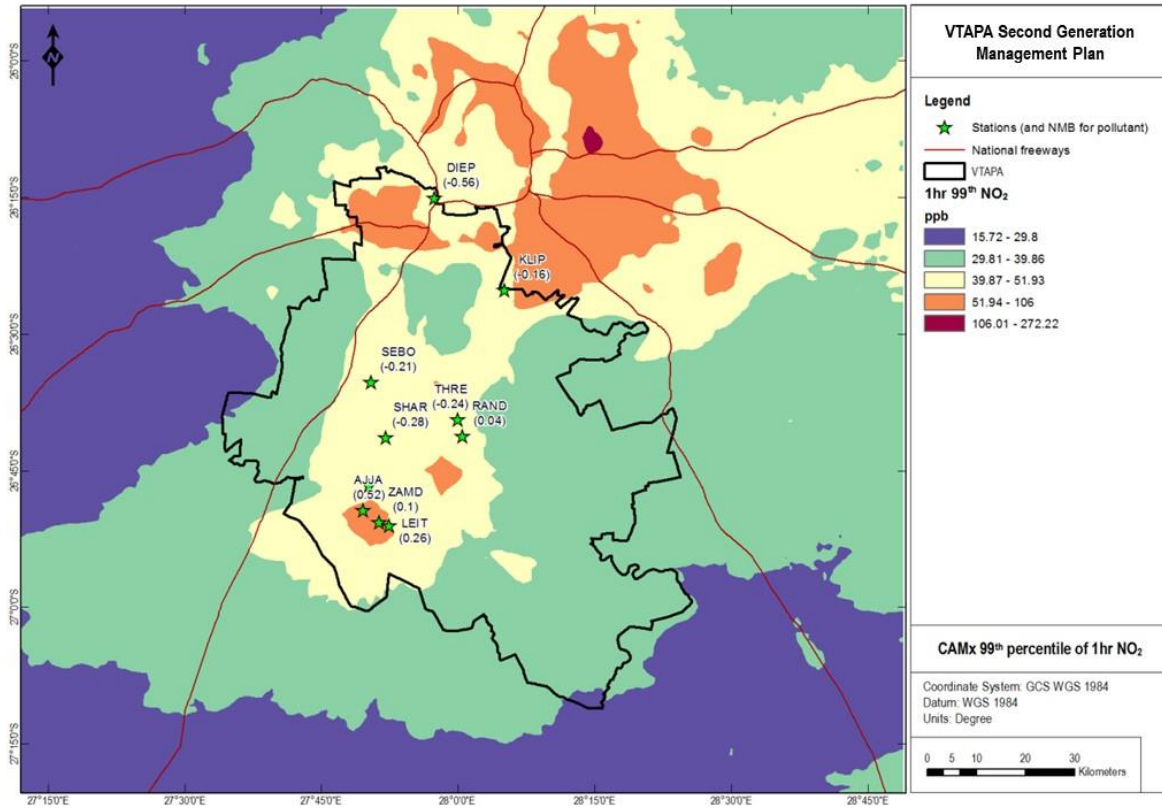 VTAPA Second Generation
Management Plan
Legend
Stations (and NMB for pollutant)
National freeways
VTAPA
1hr 99th NO2
ppb
15.72 - 29.8
29.81 - 39.86
39.87 - 51.93
51.94 - 106
106.01 - 272.22
CAMx 99th percentile of 1hr NO2
Coordinate System: GCS WGS 1984
Datum: WGS 1984
Units: Degree
0 5 10 20 30
Kilometers
N
DIEP
(-0.56)
KLIP
(-0.16)
SEBO
(-0.21)
THRE
(-0.24)
RAND
(0.04)
SHAR
(-0.28)
AJJA
(0.52)
ZAMD
(0.1)
LEIT
(0.26)
26°0'0"S
26°15'0"S
26°30'0"S
26°45'0"S
27°0'0"S
27°15'0"S
27°15'0"E
27°30'0"E
27°45'0"E
28°0'0"E
28°15'0"E
28°30'0"E
28°45'0"E